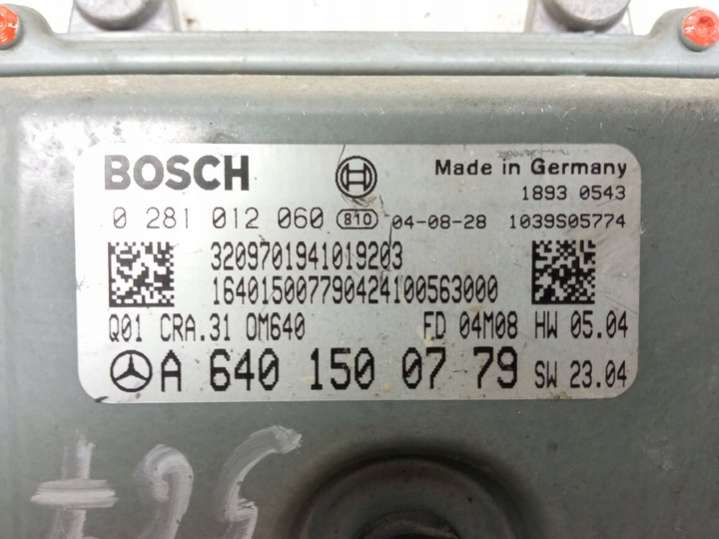 BOSCH Made in Germany
1893 0543
0 281 012 060 810 04-08-28 1039S05774
3209701941019203
164015007790424100563000
Q01 CRA.31 OM640 FD 04M08 HW 05.04
A 640 150 07 79 SW 23.04